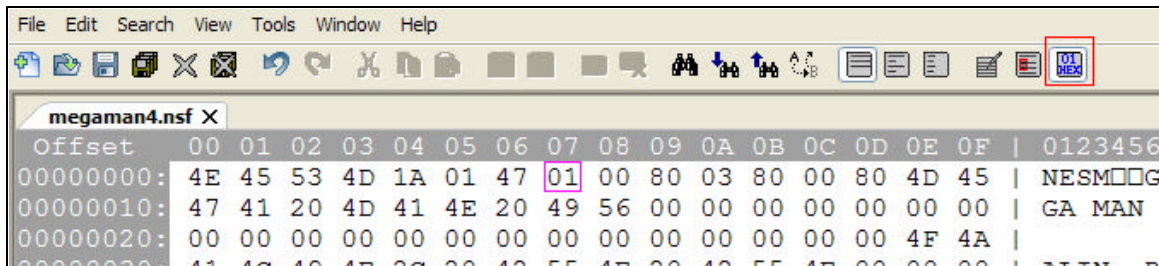 File Edit Search View Tools Window Help
01 HEX
megaman4.nsf X
Offset 00 01 02 03 04 05 06 07 08 09 0A 0B 0C 0D 0E 0F | 0123456
00000000: 4E 45 53 4D 1A 01 47 01 00 80 03 80 00 80 4D 45 | NESM□□G
00000010: 47 41 20 4D 41 4E 20 49 56 00 00 00 00 00 00 00 | GA MAN
00000020: 00 00 00 00 00 00 00 00 00 00 00 00 00 00 4F 4A |